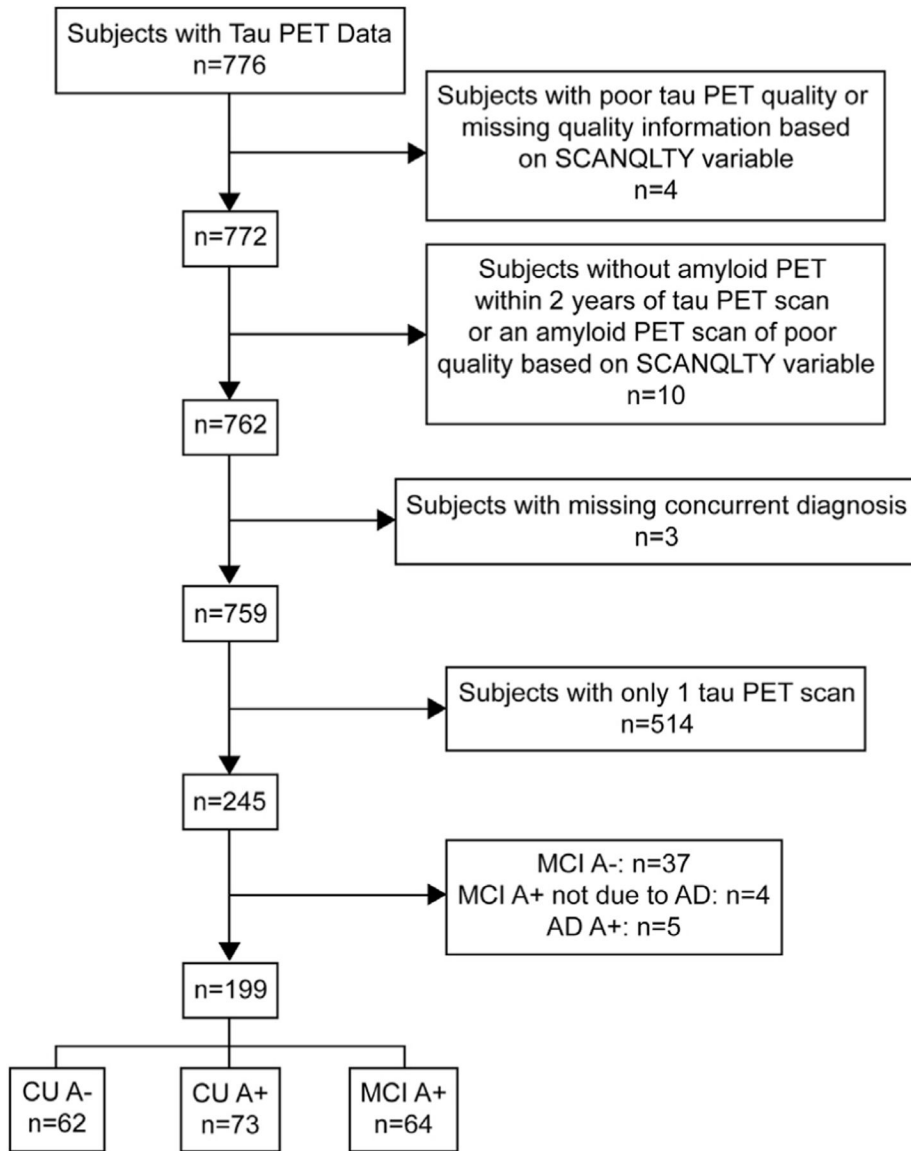 Subjects with Tau PET Data
n=776
Subjects with poor tau PET quality or
missing quality information based
on SCANQLTY variable
n=4
n=772
Subjects without amyloid PET
within 2 years of tau PET scan
or an amyloid PET scan of poor
quality based on SCANQLTY variable
n=10
n=762
Subjects with missing concurrent diagnosis
n=3
n=759
Subjects with only 1 tau PET scan
n=514
n=245
MCI A-: n=37
MCI A+ not due to AD: n=4
AD A+: n=5
n=199
CU A-
n=62
CU A+
n=73
MCI A+
n=64